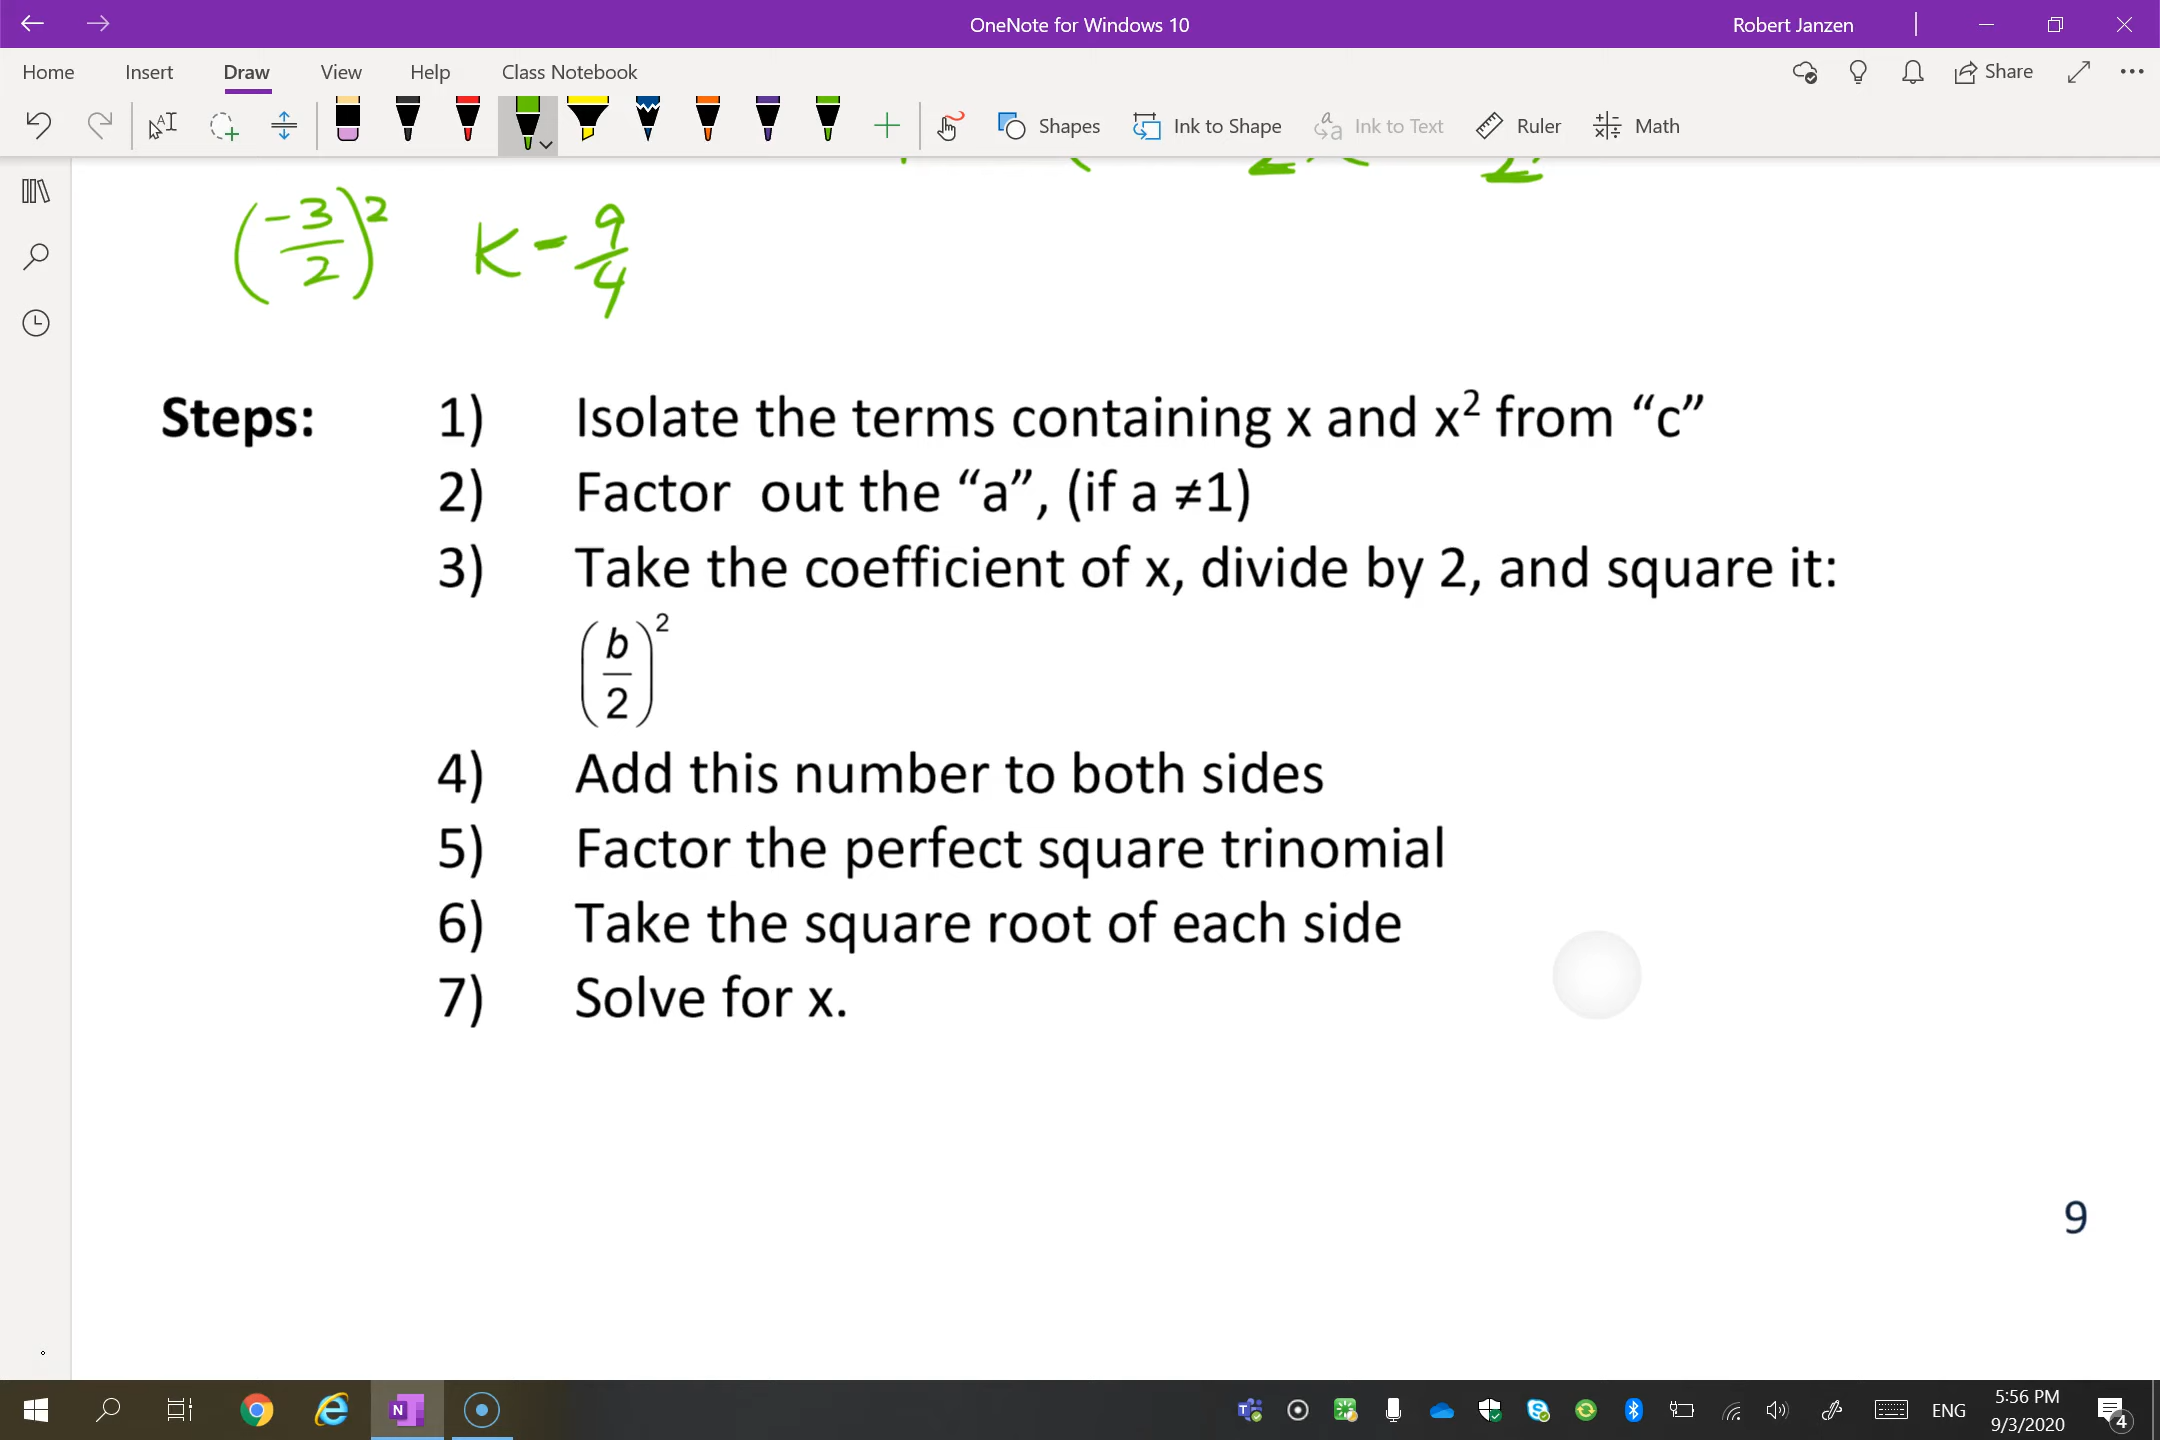 OneNote for Windows 10
Robert Janzen
Home Insert Draw View Help Class Notebook
Share
Shapes Ink to Shape Ink to Text Ruler Math
(-3/2)² K - 9/4
Steps: 1) Isolate the terms containing x and x² from “c”
2) Factor out the “a”, (if a ≠1)
3) Take the coefficient of x, divide by 2, and square it:
(b/2)²
4) Add this number to both sides
5) Factor the perfect square trinomial
6) Take the square root of each side
7) Solve for x.
9
ENG
5:56 PM
9/3/2020
4